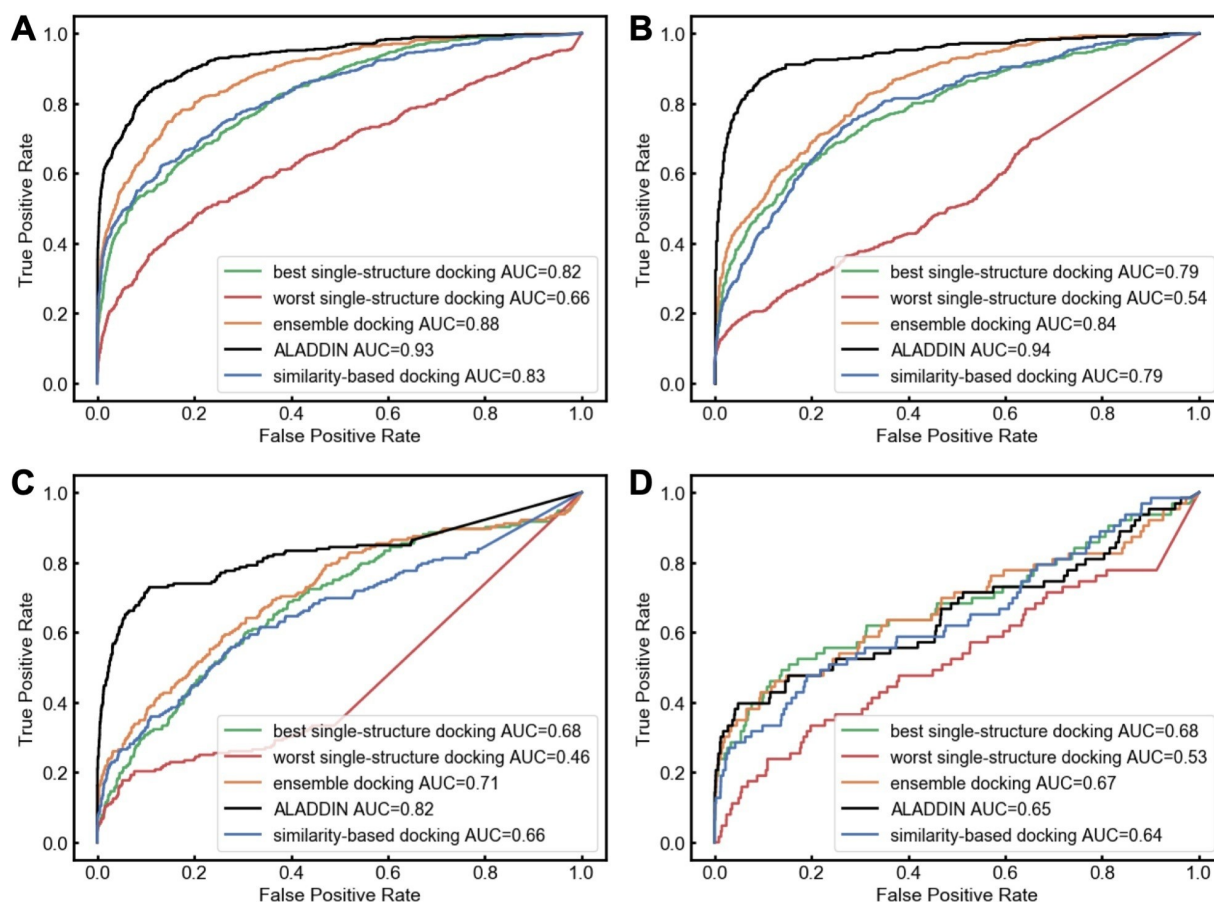 A
1.0
0.8
0.6
0.4
0.2
0.0
True Positive Rate
best single-structure docking AUC=0.82
worst single-structure docking AUC=0.66
ensemble docking AUC=0.88
ALADDIN AUC=0.93
similarity-based docking AUC=0.83
0.0 0.2 0.4 0.6 0.8 1.0
False Positive Rate
B
1.0
0.8
0.6
0.4
0.2
0.0
True Positive Rate
best single-structure docking AUC=0.79
worst single-structure docking AUC=0.54
ensemble docking AUC=0.84
ALADDIN AUC=0.94
similarity-based docking AUC=0.79
0.0 0.2 0.4 0.6 0.8 1.0
False Positive Rate
C
1.0
0.8
0.6
0.4
0.2
0.0
True Positive Rate
best single-structure docking AUC=0.68
worst single-structure docking AUC=0.46
ensemble docking AUC=0.71
ALADDIN AUC=0.82
similarity-based docking AUC=0.66
0.0 0.2 0.4 0.6 0.8 1.0
False Positive Rate
D
1.0
0.8
0.6
0.4
0.2
0.0
True Positive Rate
best single-structure docking AUC=0.68
worst single-structure docking AUC=0.53
ensemble docking AUC=0.67
ALADDIN AUC=0.65
similarity-based docking AUC=0.64
0.0 0.2 0.4 0.6 0.8 1.0
False Positive Rate